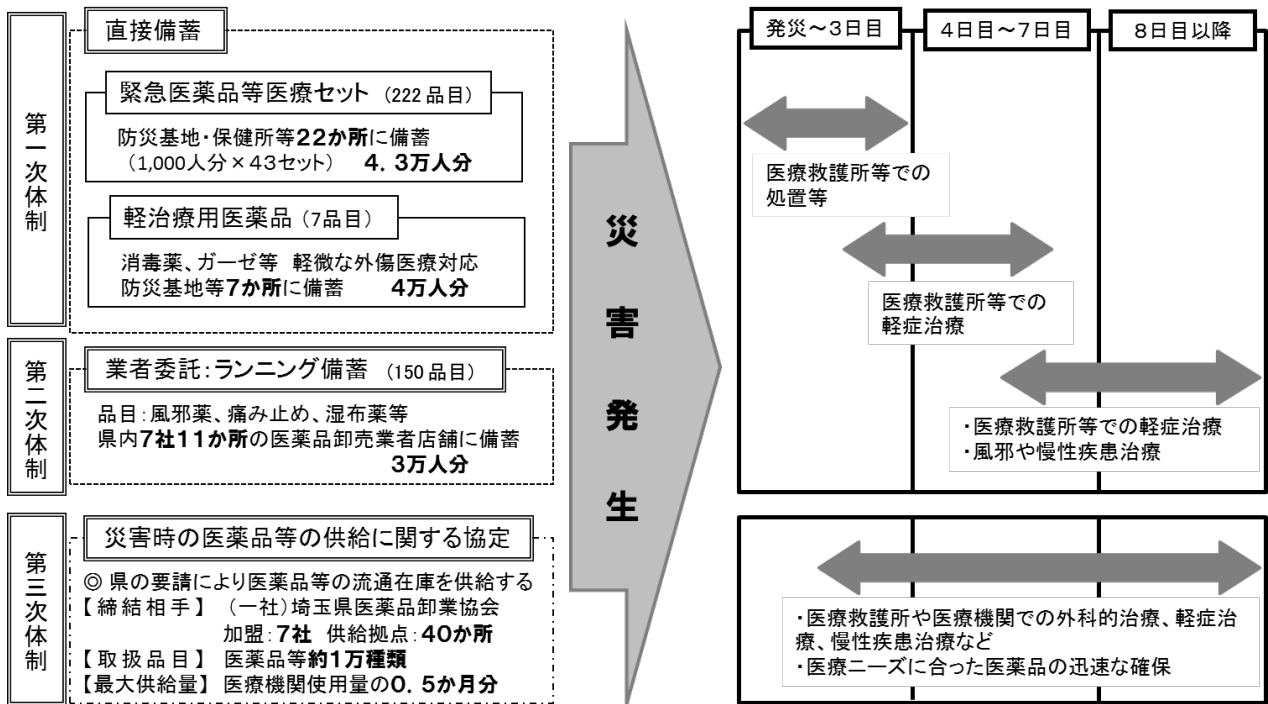 第一次体制
直接備蓄
緊急医薬品等医療セット (222品目)
防災基地・保健所等22か所に備蓄
(1,000人分×43セット) 4.3万人分
軽治療用医薬品 (7品目)
消毒薬、ガーゼ等 軽微な外傷医療対応
防災基地等7か所に備蓄 4万人分
第二次体制
業者委託:ランニング備蓄 (150品目)
品目:風邪薬、痛み止め、湿布薬等
県内7社11か所の医薬品卸売業者店舗に備蓄
3万人分
第三次体制
災害時の医薬品等の供給に関する協定
◎ 県の要請により医薬品等の流通在庫を供給する
【締結相手】 (一社)埼玉県医薬品卸業協会
加盟:7社 供給拠点:40か所
【取扱品目】 医薬品等約1万種類
【最大供給量】 医療機関使用量の0.5か月分
災害発生
発災~3日目
4日目~7日目
8日目以降
医療救護所等での
処置等
医療救護所等での
軽症治療
・医療救護所等での軽症治療
・風邪や慢性疾患治療
・医療救護所や医療機関での外科的治療、軽症治
療、慢性疾患治療など
・医療ニーズに合った医薬品の迅速な確保